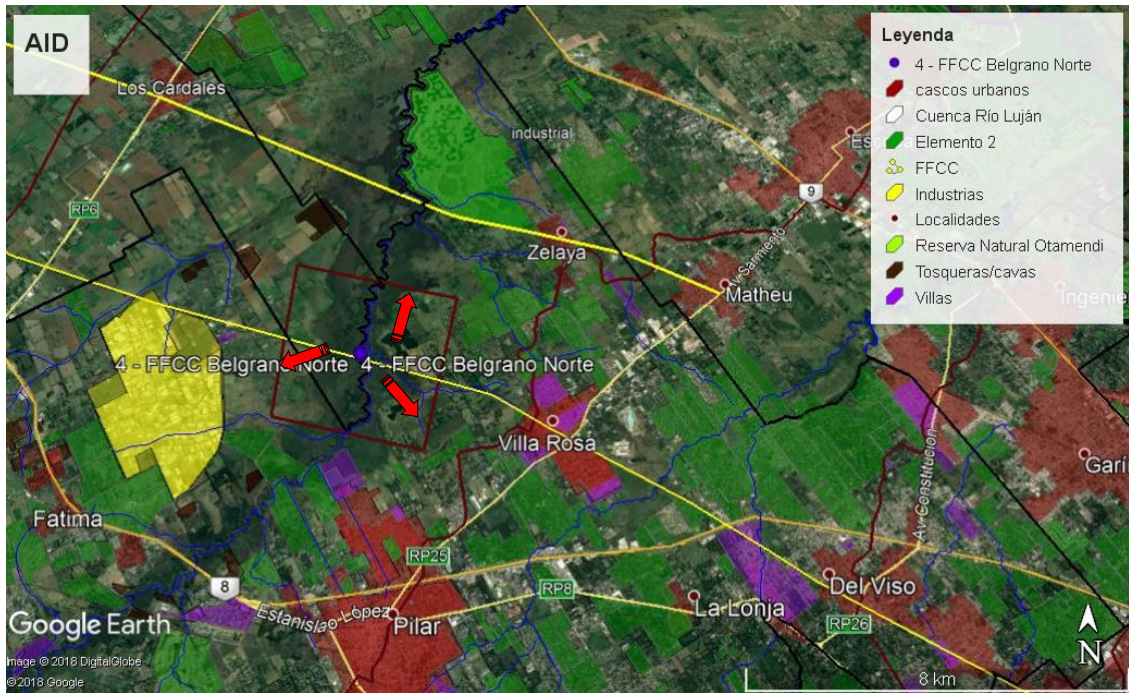 AID
Leyenda
4 - FFCC Belgrano Norte
cascos urbanos
Cuenca Río Luján
Elemento 2
FFCC
Industrias
Localidades
Reserva Natural Otamendi
Tosqueras/cavas
Villas
Los Cardales
industrial
RP6
9
Zelaya
Av Sarmiento
Matheu
4 - FFCC Belgrano Norte
4 - FFCC Belgrano Norte
Villa Rosa
Av Constitucion
Fatima
8
RP25
Estanislao López
Pilar
RP8
La Lonja
Del Viso
RP26
N
8 km
Google Earth
Image © 2018 DigitalGlobe
© 2018 Google